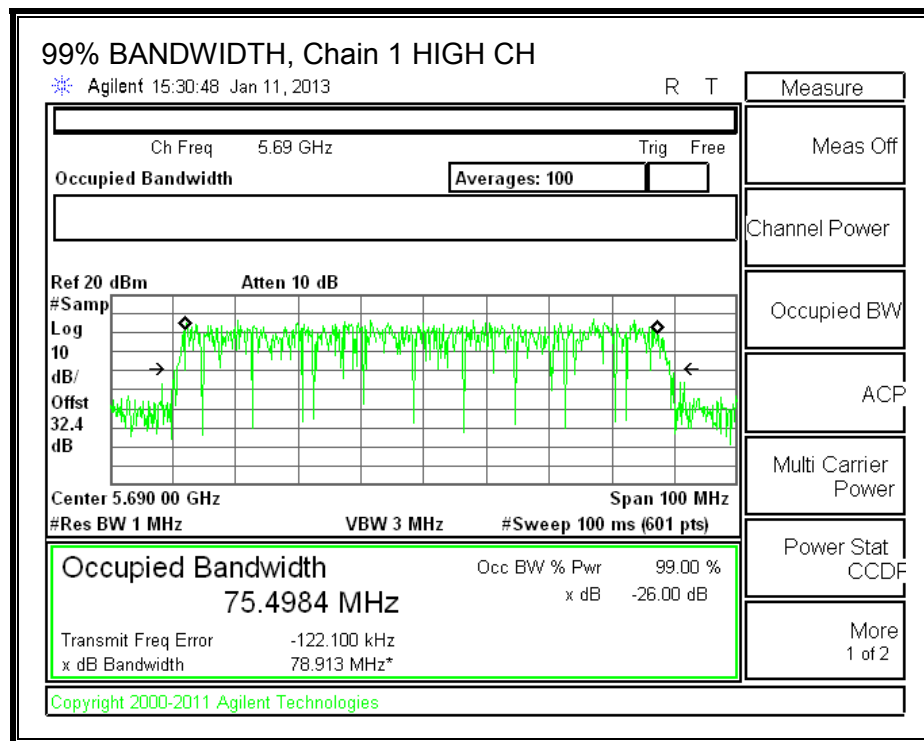 99% BANDWIDTH, Chain 1 HIGH CH
Agilent 15:30:48 Jan 11, 2013 R T
Measure
Ch Freq 5.69 GHz Trig Free
Occupied Bandwidth Averages: 100
Ref 20 dBm Atten 10 dB
#Samp
Log
10
dB/
Offst
32.4
dB
Center 5.690 00 GHz Span 100 MHz
#Res BW 1 MHz VBW 3 MHz #Sweep 100 ms (601 pts)
Occupied Bandwidth Occ BW % Pwr 99.00 %
75.4984 MHz x dB -26.00 dB
Transmit Freq Error -122.100 kHz
x dB Bandwidth 78.913 MHz*
Copyright 2000-2011 Agilent Technologies
Meas Off
Channel Power
Occupied BW
ACP
Multi Carrier
Power
Power Stat
CCDF
More
1 of 2